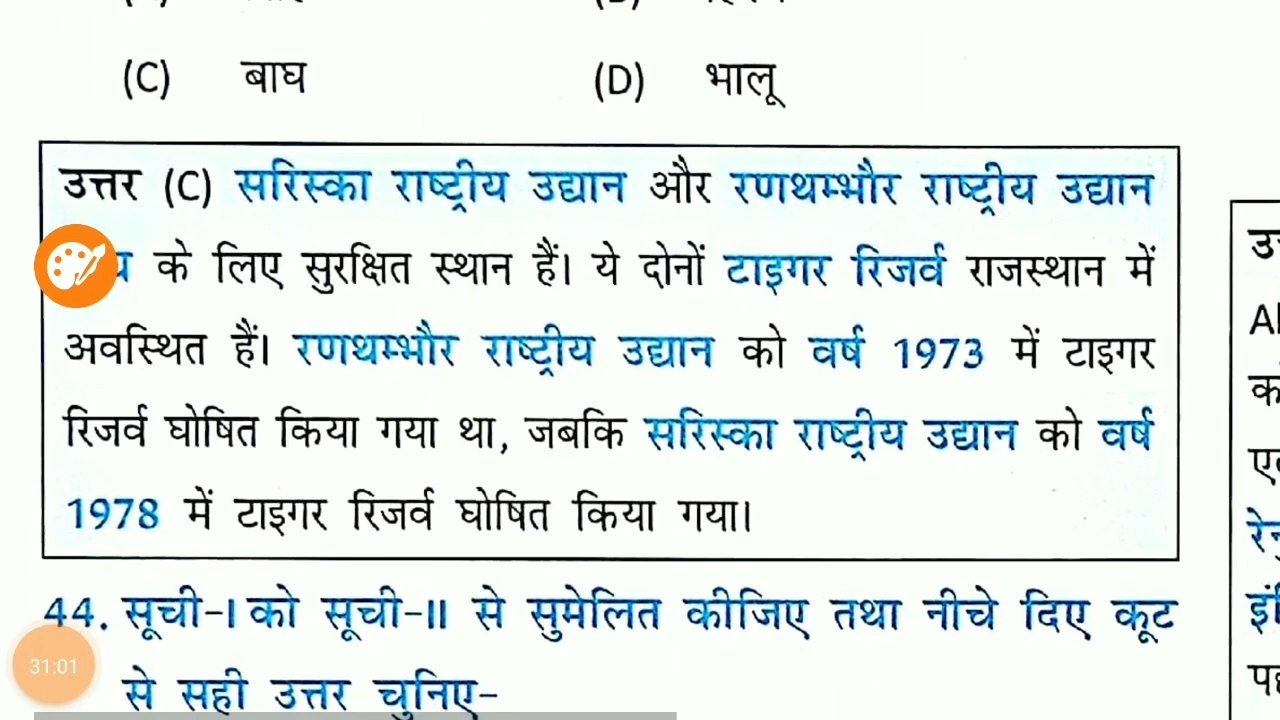 (C) बाघ (D) भालू
उत्तर (C) सरिस्का राष्ट्रीय उद्यान और रणथम्भौर राष्ट्रीय उद्यान
के लिए सुरक्षित स्थान हैं। ये दोनों टाइगर रिजर्व राजस्थान में
अवस्थित हैं। रणथम्भौर राष्ट्रीय उद्यान को वर्ष 1973 में टाइगर
रिजर्व घोषित किया गया था, जबकि सरिस्का राष्ट्रीय उद्यान को वर्ष
1978 में टाइगर रिजर्व घोषित किया गया।
44. सूची-I को सूची-II से सुमेलित कीजिए तथा नीचे दिए कूट
से सही उत्तर चुनिए-
31:01